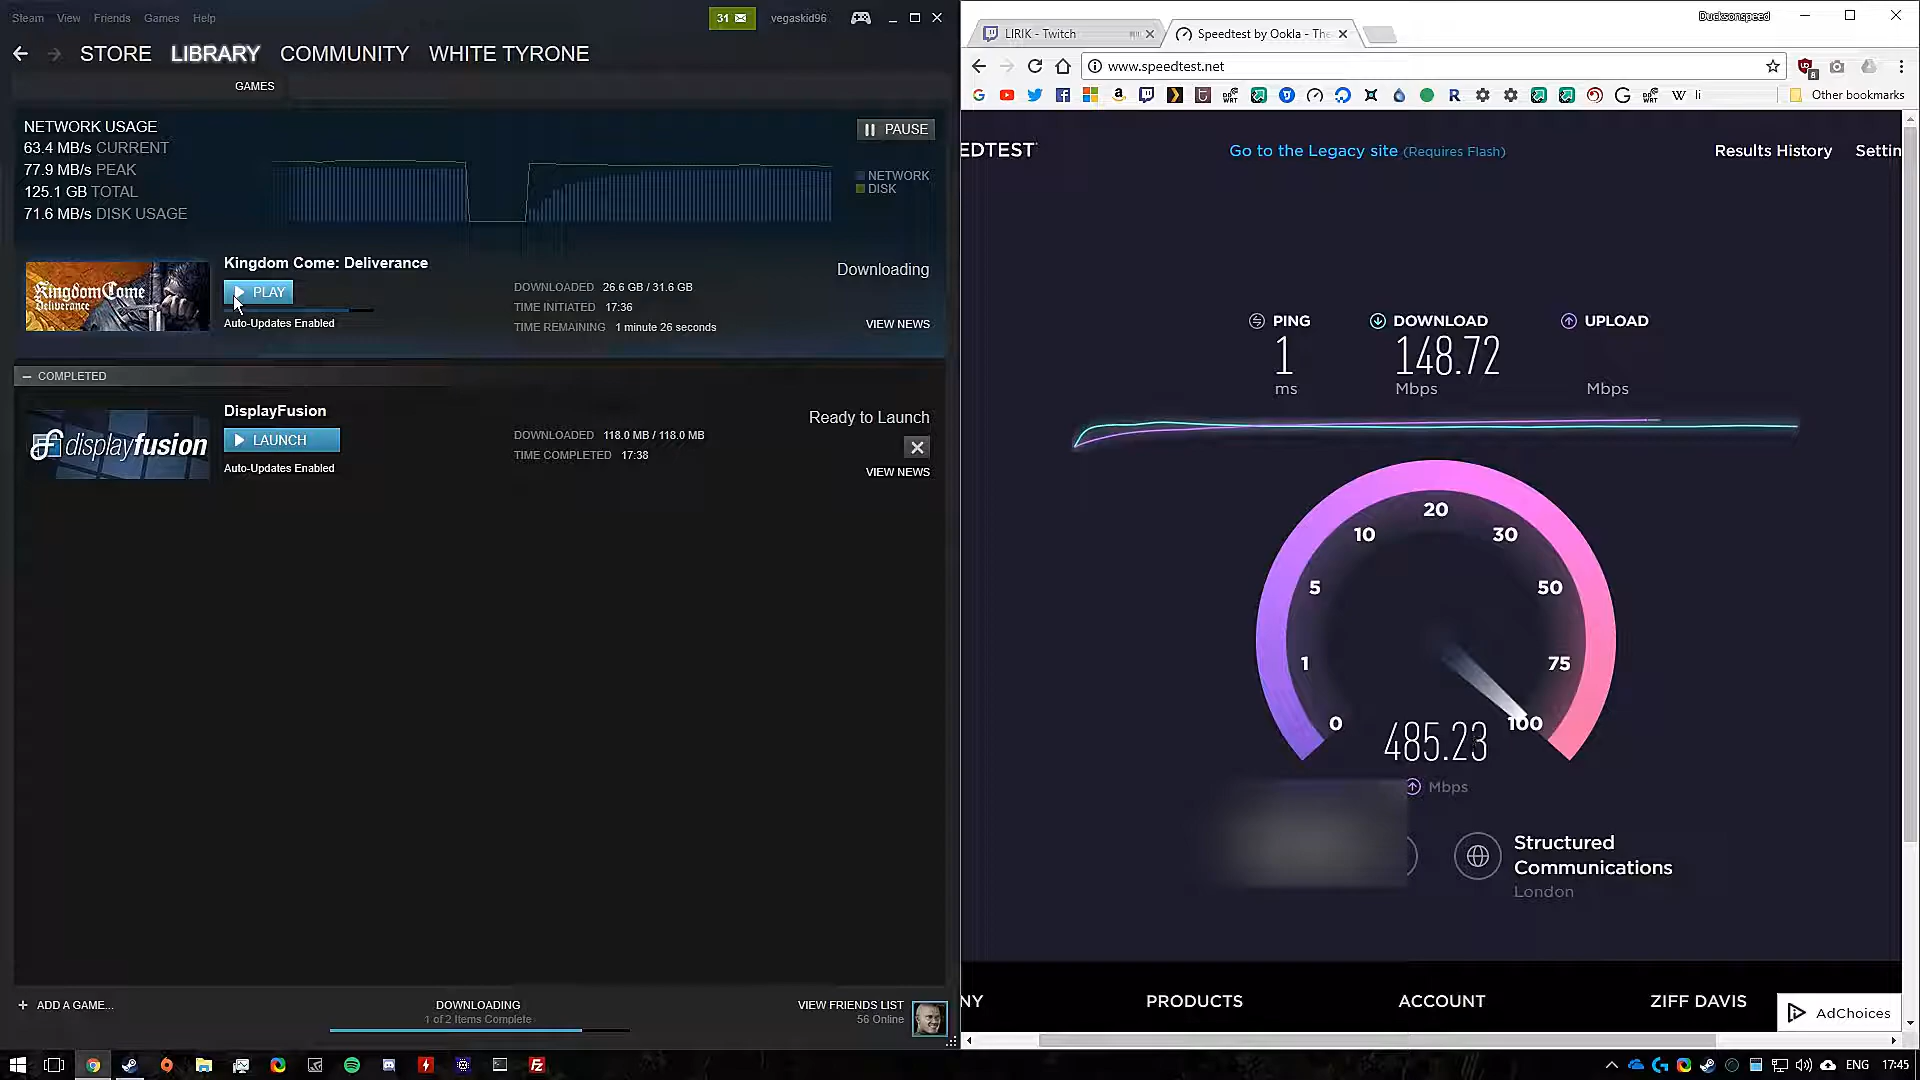 Steam View Friends Games Help
31
vegaskid96
STORE LIBRARY COMMUNITY WHITE TYRONE
GAMES
NETWORK USAGE
63.4 MB/s CURRENT
77.9 MB/s PEAK
125.1 GB TOTAL
71.6 MB/s DISK USAGE
PAUSE
NETWORK
DISK
Kingdom Come
Deliverance
Kingdom Come: Deliverance
PLAY
Auto-Updates Enabled
DOWNLOADED 26.6 GB / 31.6 GB
TIME INITIATED 17:36
TIME REMAINING 1 minute 26 seconds
Downloading
VIEW NEWS
COMPLETED
displayfusion
DisplayFusion
LAUNCH
Auto-Updates Enabled
DOWNLOADED 118.0 MB / 118.0 MB
TIME COMPLETED 17:38
Ready to Launch
VIEW NEWS
+ ADD A GAME...
DOWNLOADING
1 of 2 Items Complete
VIEW FRIENDS LIST
56 Online
Ducksonspeed
LIRIK - Twitch
Speedtest by Ookla - The
www.speedtest.net
li
Other bookmarks
EDTEST
Go to the Legacy site (Requires Flash)
Results History
Settin
PING
1
ms
DOWNLOAD
148.72
Mbps
UPLOAD
Mbps
0
1
5
10
20
30
50
75
100
485.23
Mbps
Structured
Communications
London
NY
PRODUCTS
ACCOUNT
ZIFF DAVIS
AdChoices
ENG
17:45